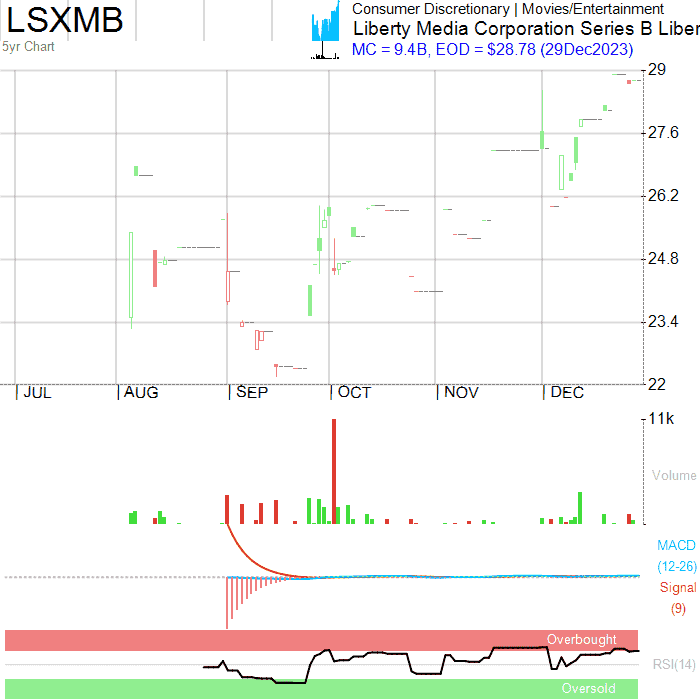 LSXMB
5yr Chart
Consumer Discretionary | Movies/Entertainment
Liberty Media Corporation Series B Liber
MC = 9.4B, EOD = $28.78 (29Dec2023)
29
27.6
26.2
24.8
23.4
22
| JUL | AUG | SEP | OCT | NOV | DEC
11k
Volume
MACD
(12-26)
Signal
(9)
Overbought
RSI(14)
Oversold